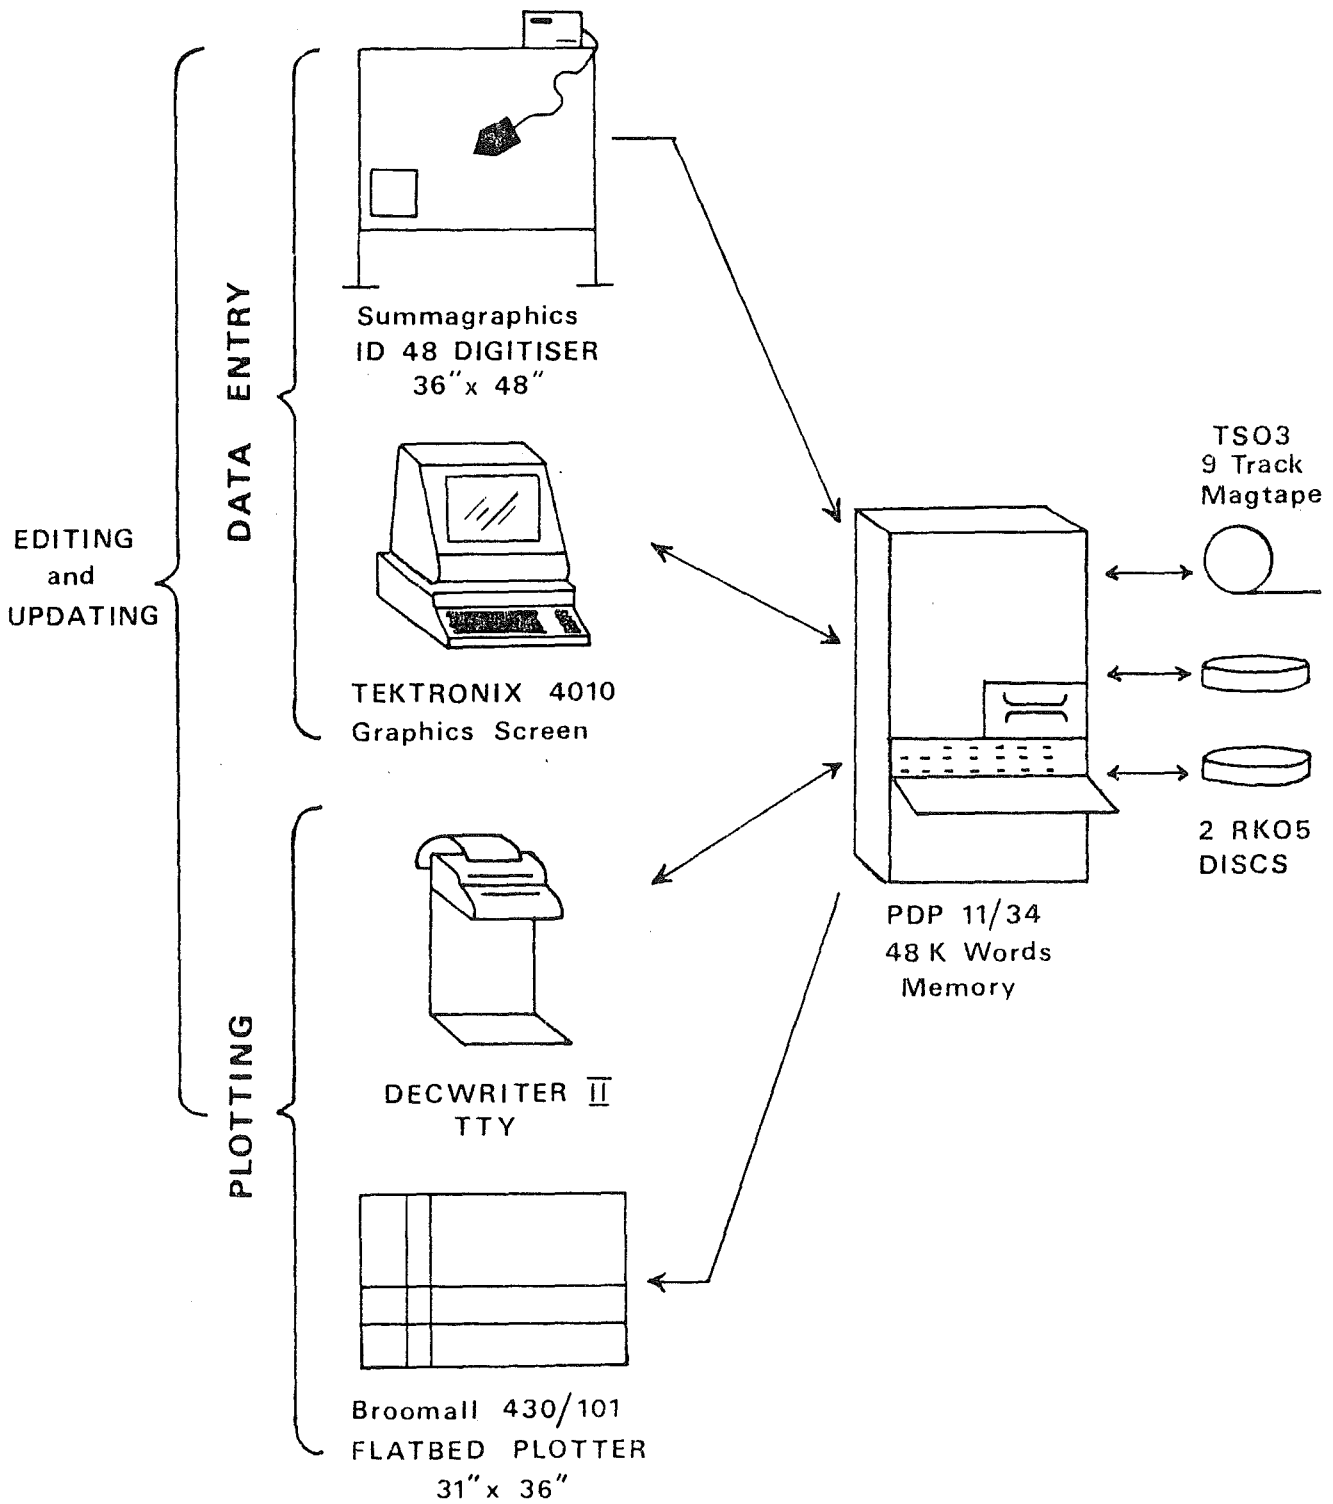 EDITING
and
UPDATING
DATA ENTRY
PLOTTING
Summagraphics
ID 48 DIGITISER
36" x 48"
TEKTRONIX 4010
Graphics Screen
DECWRITER II
TTY
Broomall 430/101
FLATBED PLOTTER
31" x 36"
PDP 11/34
48 K Words
Memory
TSO3
9 Track
Magtape
2 RKO5
DISCS